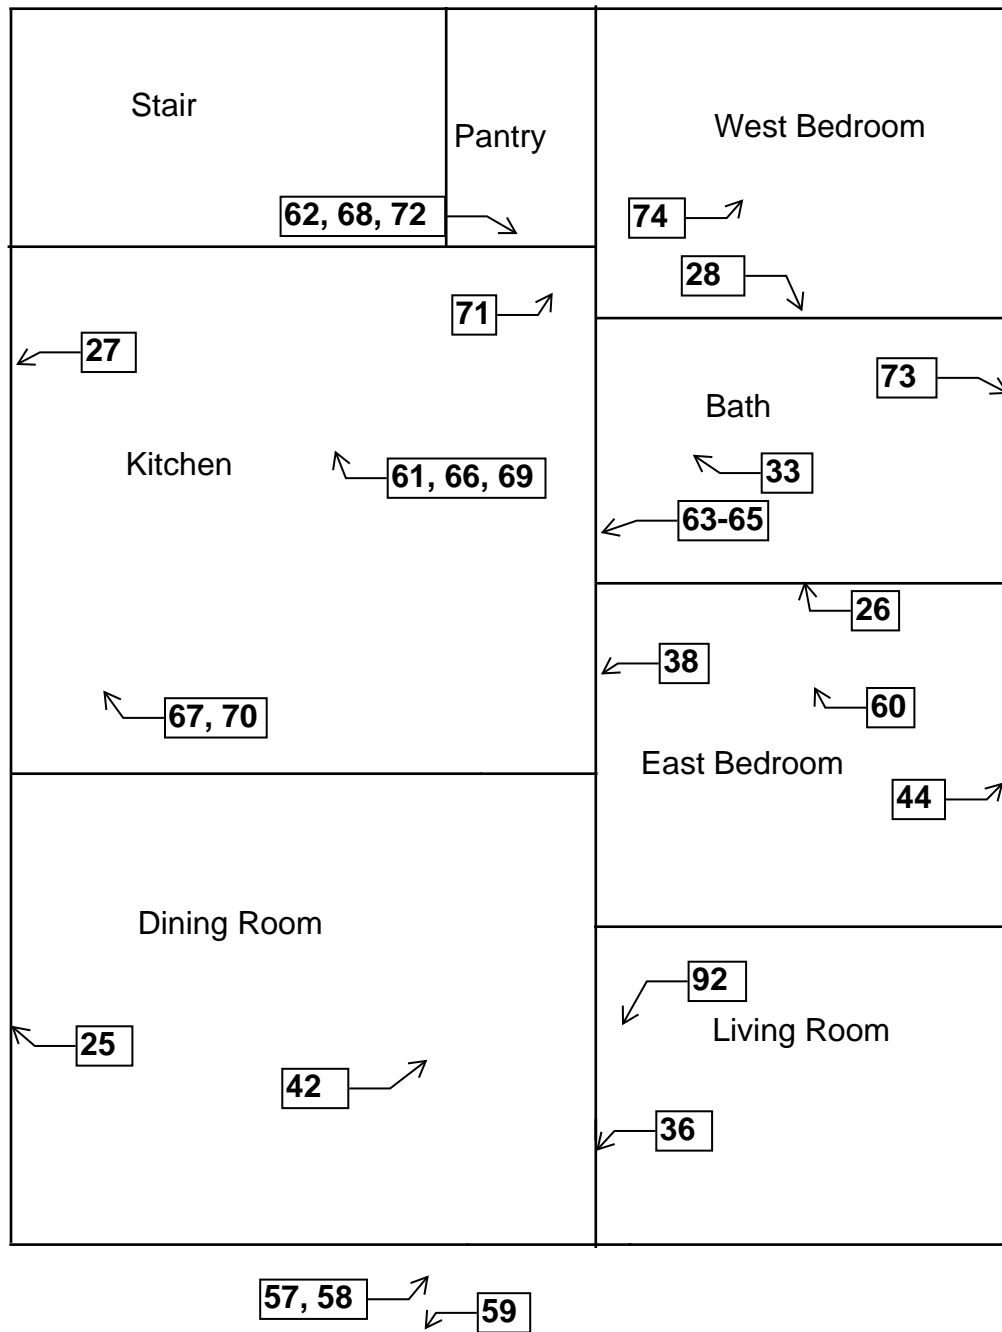 Stair
Pantry
West Bedroom
62, 68, 72
74
28
71
27
73
Bath
Kitchen
61, 66, 69
33
63-65
26
38
67, 70
60
East Bedroom
44
Dining Room
92
Living Room
25
42
36
57, 58
59